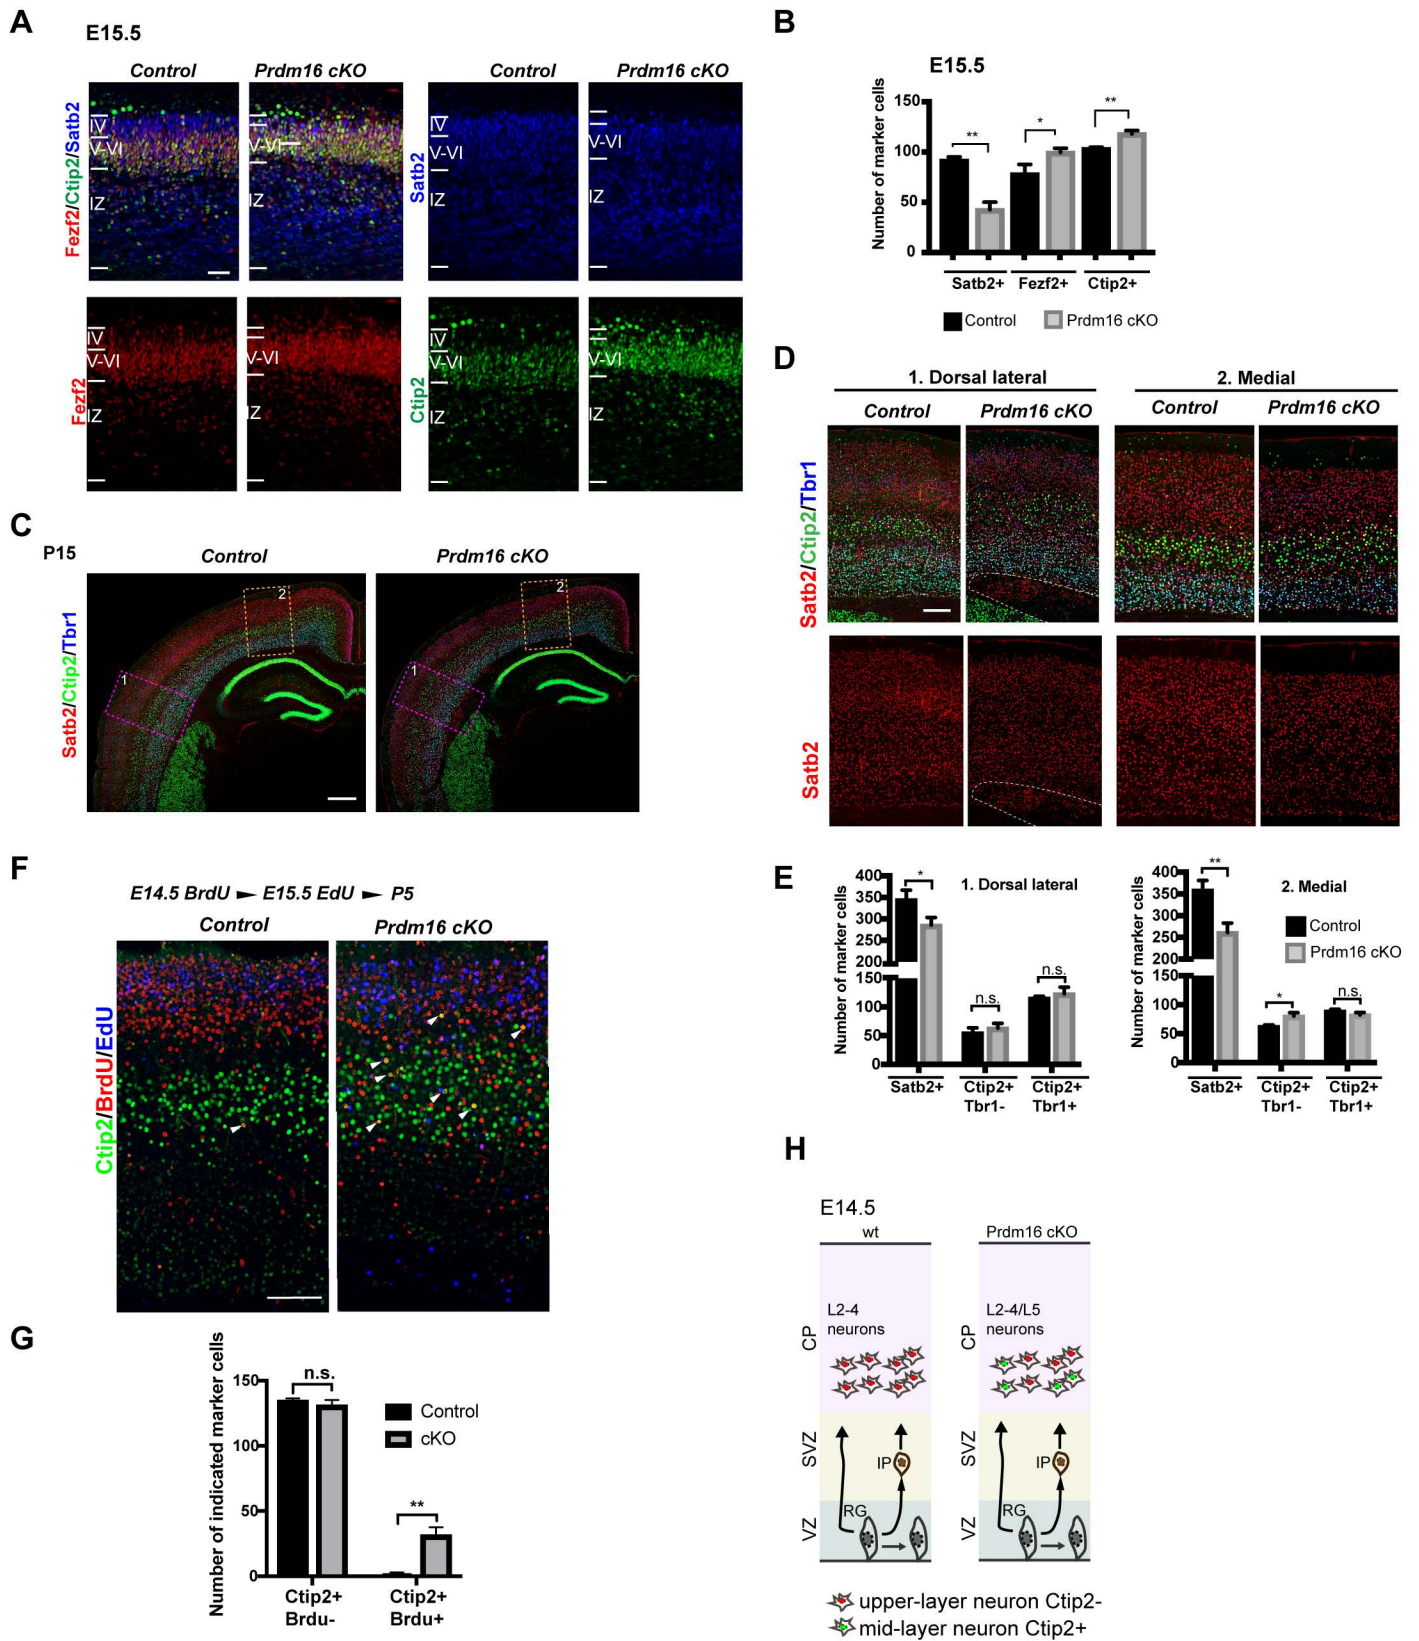 A
E15.5
Control
Prdm16 cKO
Control
Prdm16 cKO
Fezf2/Ctip2/Satb2
IV
V-VI
IZ
V-VI
IZ
Satb2
IV
V-VI
IZ
V-VI
IZ
Fezf2
IV
V-VI
IZ
V-VI
IZ
Ctip2
IV
V-VI
IZ
V-VI
IZ
B
E15.5
Number of marker cells
150
100
50
0
**
*
**
Satb2+
Fezf2+
Ctip2+
Control
Prdm16 cKO
C
P15
Control
Prdm16 cKO
Satb2/Ctip2/Tbr1
1
2
1
2
D
1. Dorsal lateral
2. Medial
Control
Prdm16 cKO
Control
Prdm16 cKO
Satb2/Ctip2/Tbr1
Satb2
E
1. Dorsal lateral
Number of marker cells
400
350
300
250
200
150
100
50
0
*
n.s.
n.s.
Satb2+
Ctip2+
Tbr1-
Ctip2+
Tbr1+
2. Medial
Number of marker cells
400
350
300
250
200
150
100
50
0
**
*
n.s.
Control
Prdm16 cKO
Satb2+
Ctip2+
Tbr1-
Ctip2+
Tbr1+
F
E14.5 BrdU ► E15.5 EdU ► P5
Control
Prdm16 cKO
Ctip2/BrdU/EdU
G
Number of indicated marker cells
150
100
50
0
n.s.
**
Control
cKO
Ctip2+
Brdu-
Ctip2+
Brdu+
H
E14.5
wt
Prdm16 cKO
CP
SVZ
VZ
L2-4
neurons
IP
RG
CP
SVZ
VZ
L2-4/L5
neurons
IP
RG
upper-layer neuron Ctip2-
mid-layer neuron Ctip2+